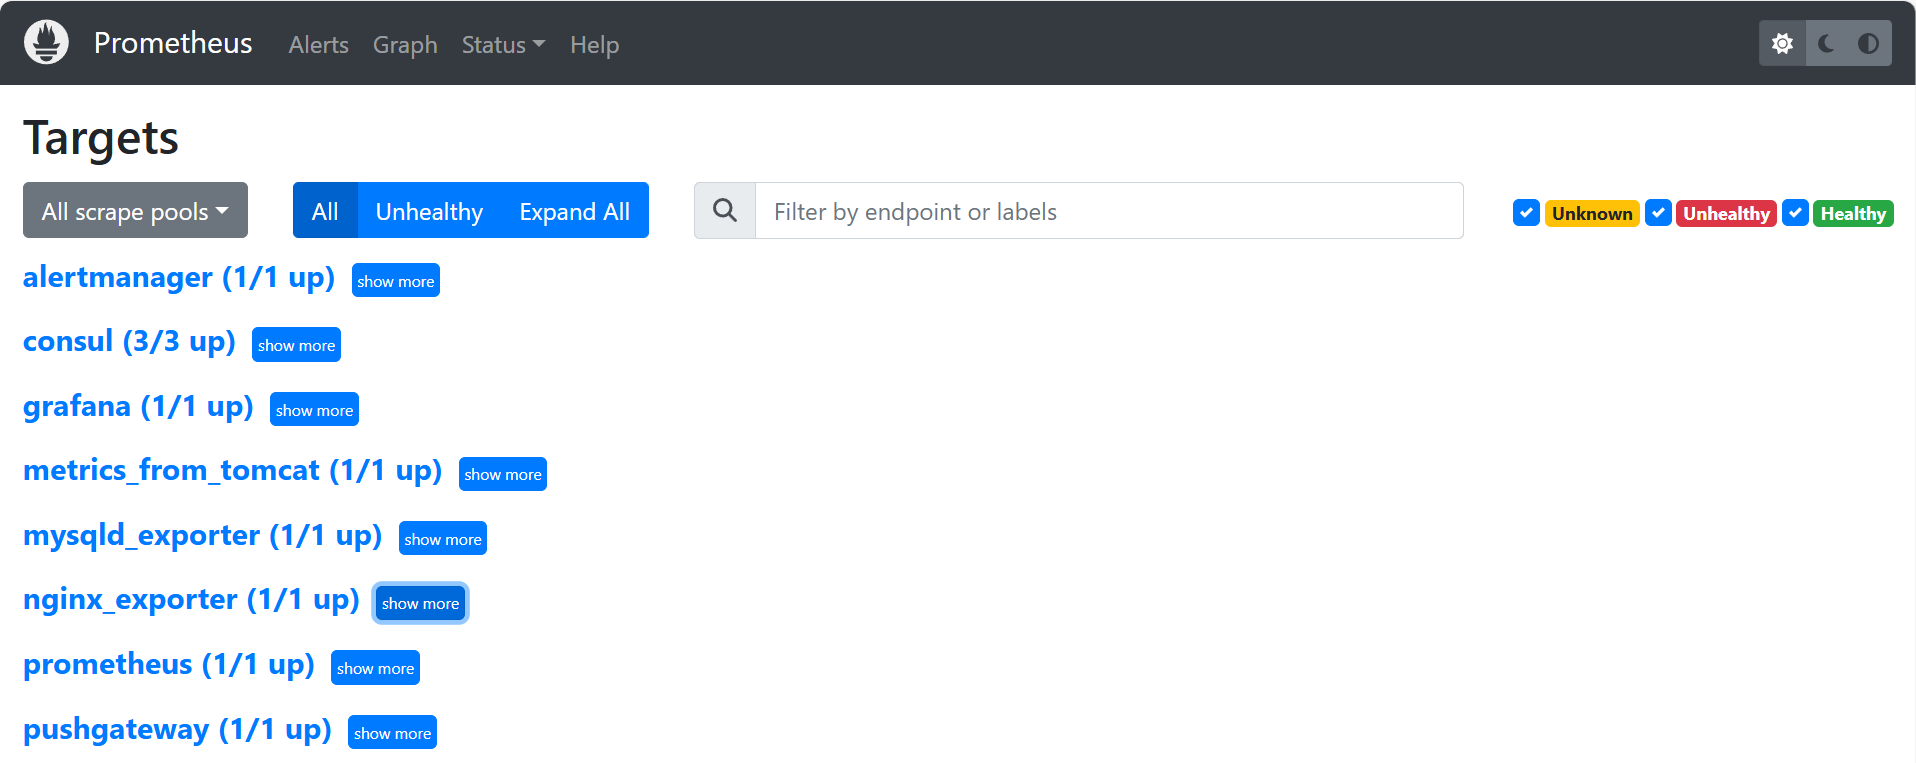 Prometheus Alerts Graph Status Help
Targets
All scrape pools All Unhealthy Expand All Filter by endpoint or labels Unknown Unhealthy Healthy
alertmanager (1/1 up) show more
consul (3/3 up) show more
grafana (1/1 up) show more
metrics_from_tomcat (1/1 up) show more
mysqld_exporter (1/1 up) show more
nginx_exporter (1/1 up) show more
prometheus (1/1 up) show more
pushgateway (1/1 up) show more